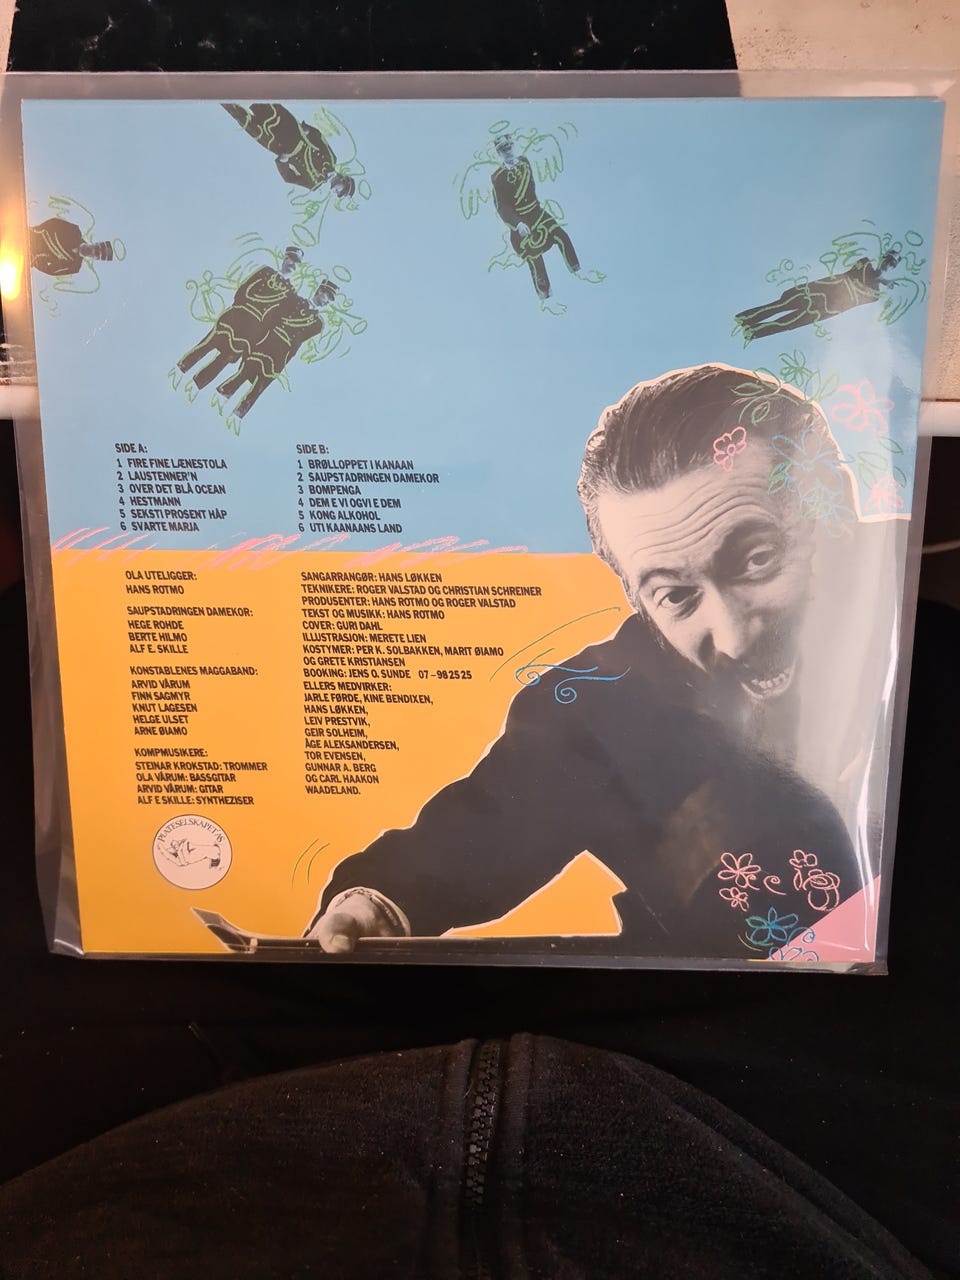 SIDE A:
1 FIRE FINE LÆNESTOLA
2 LAUSTENNER'N
3 OVER DET BLÅ OCEAN
4 HESTMANN
5 SEKSTI PROSENT HÅP
6 SVARTE MARJA
SIDE B:
1 BRØLLOPPET I KANAAN
2 SAUPSTADRINGEN DAMEKOR
3 BOMPENGA
4 DEM E VI OGVI E DEM
5 KONG ALKOHOL
6 UTI KAANAANS LAND
OLA UTELIGGER:
HANS ROTMO
SAUPSTADRINGEN DAMEKOR:
HEGE ROHDE
BERTE HILMO
ALF E. SKILLE
KONSTABLENES MAGGABAND:
ARVID VÅRUM
FINN SAGMYR
KNUT LAGESEN
HELGE ULSET
ARNE ØIAMO
KOMPMUSIKERE:
STEINAR KROKSTAD: TROMMER
OLA VÅRUM: BASSGITAR
ARVID VÅRUM: GITAR
ALF E SKILLE: SYNTHEZISER
SANGARRANGØR: HANS LØKKEN
TEKNIKERE: ROGER VALSTAD OG CHRISTIAN SCHREINER
PRODUSENTER: HANS ROTMO OG ROGER VALSTAD
TEKST OG MUSIKK: HANS ROTMO
COVER: GURI DAHL
ILLUSTRASJON: MERETE LIEN
KOSTYMER: PER K. SOLBAKKEN, MARIT ØIAMO
OG GRETE KRISTIANSEN
BOOKING: JENS O. SUNDE 07-98 25 25
ELLERS MEDVIRKER:
JARLE FØRDE, KINE BENDIXEN,
HANS LØKKEN,
LEIV PRESTVIK,
GEIR SOLHEIM,
ÅGE ALEKSANDERSEN,
TOR EVENSEN,
GUNNAR A. BERG
OG CARL HAAKON
WAADELAND.
PLATESELSKAPET A/S